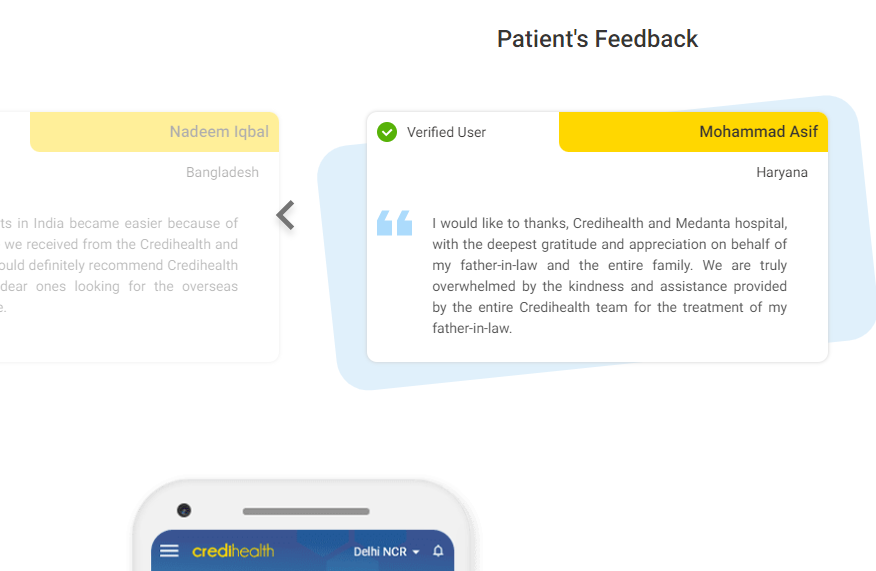 Patient's Feedback
Nadeem Iqbal
Bangladesh
in India became easier because of
we received from the Credihealth and
definitely recommend Credihealth
dear ones looking for the overseas
Verified User
Mohammad Asif
Haryana
I would like to thanks, Credihealth and Medanta hospital,
with the deepest gratitude and appreciation on behalf of
my father-in-law and the entire family. We are truly
overwhelmed by the kindness and assistance provided
by the entire Credihealth team for the treatment of my
father-in-law.
credihealth
Delhi NCR